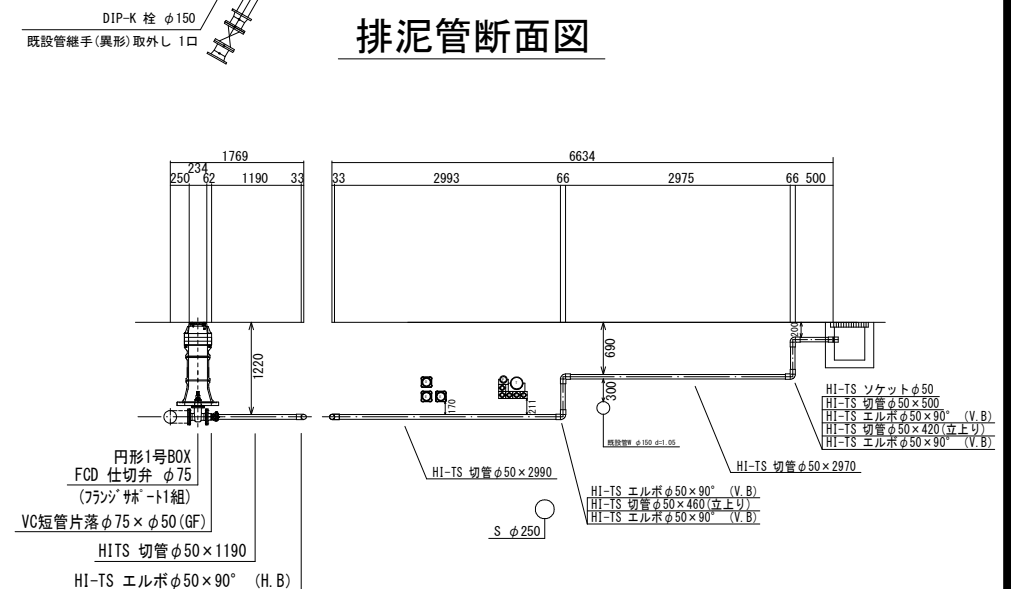 DIP-K 栓 φ150
既設管継手(異形)取外し 1口
排泥管断面図
1769
6634
250 234 62 1190 33
33 2993 66 2975 66 500
1220
690
200
300
170
211
既設管W φ150 d=1.05
HI-TS ソケットφ50
HI-TS 切管φ50×500
HI-TS エルボφ50×90° (V.B)
HI-TS 切管φ50×420(立上り)
HI-TS エルボφ50×90° (V.B)
円形1号BOX
FCD 仕切弁 φ75
(フランジサポート1組)
VC短管片落φ75×φ50(GF)
HITS 切管φ50×1190
HI-TS エルボφ50×90° (H.B)
HI-TS 切管φ50×2990
HI-TS 切管φ50×2970
HI-TS エルボφ50×90° (V.B)
HI-TS 切管φ50×460(立上り)
HI-TS エルボφ50×90° (V.B)
S φ250